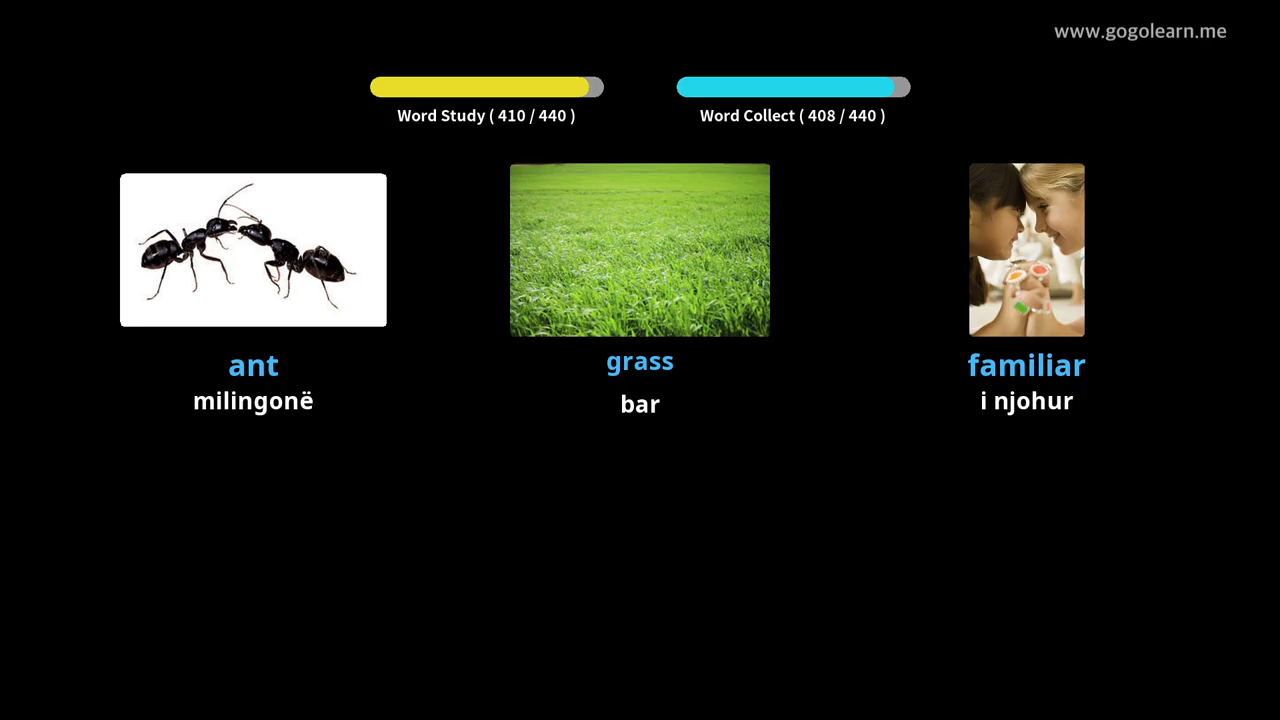 www.gogolearn.me
Word Study ( 410 / 440 )
Word Collect ( 408 / 440 )
ant
milingonë
grass
bar
familiar
i njohur